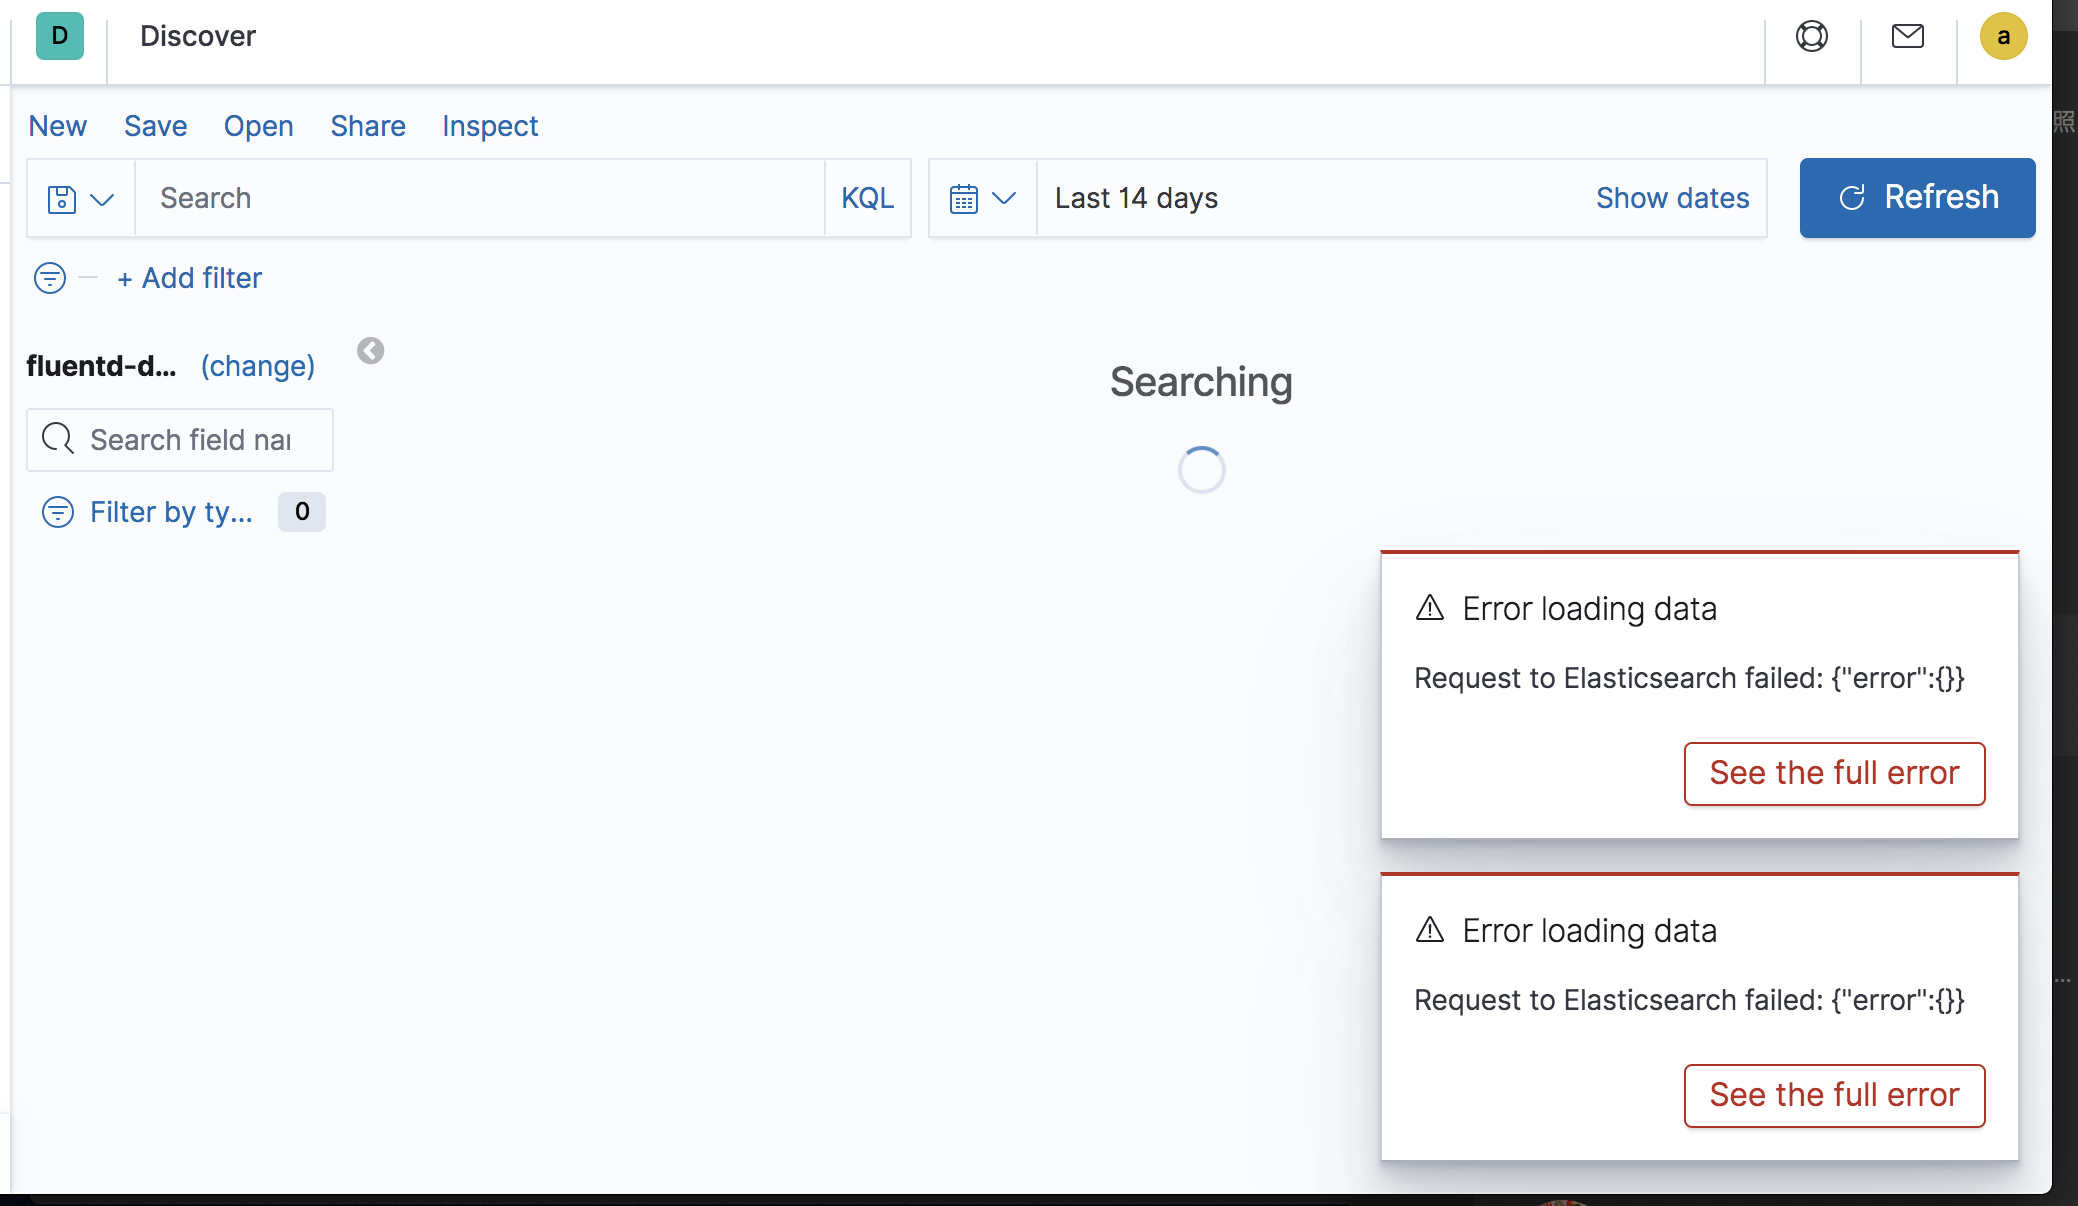 D Discover a
New Save Open Share Inspect
Search KQL Last 14 days Show dates Refresh
+ Add filter
fluentd-d... (change)
Searching
Search field nar
Filter by ty... 0
Error loading data
Request to Elasticsearch failed: {"error":{}}
See the full error
Error loading data
Request to Elasticsearch failed: {"error":{}}
See the full error
照
...